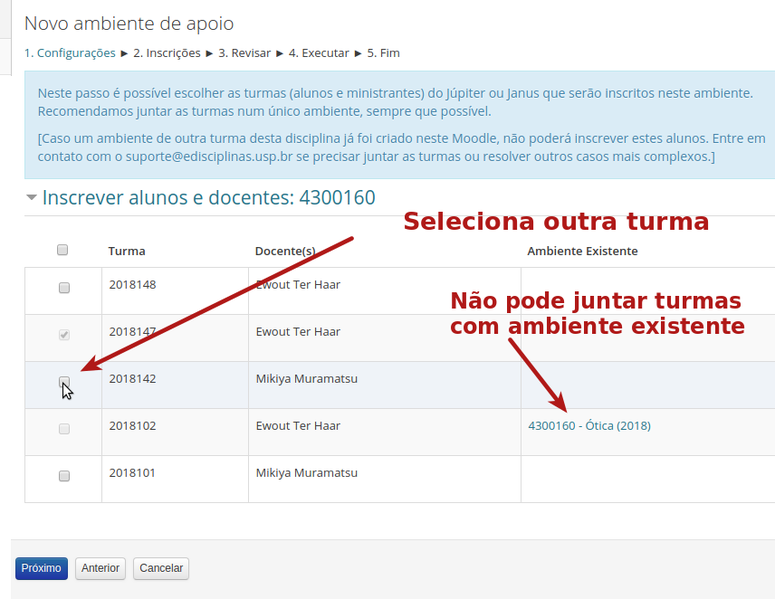 Novo ambiente de apoio
1. Configurações ► 2. Inscrições ► 3. Revisar ► 4. Executar ► 5. Fim
Neste passo é possível escolher as turmas (alunos e ministrantes) do Júpiter ou Janus que serão inscritos neste ambiente.
Recomendamos juntar as turmas num único ambiente, sempre que possível.
[Caso um ambiente de outra turma desta disciplina já foi criado neste Moodle, não poderá inscrever estes alunos. Entre em
contato com o suporte@edisciplinas.usp.br se precisar juntar as turmas ou resolver outros casos mais complexos.]
Inscrever alunos e docentes: 4300160
Seleciona outra turma
Turma Docente(s) Ambiente Existente
2018148 Ewout Ter Haar
Não pode juntar turmas
com ambiente existente
2018147 Ewout Ter Haar
2018142 Mikiya Muramatsu
2018102 Ewout Ter Haar 4300160 - Ótica (2018)
2018101 Mikiya Muramatsu
Próximo Anterior Cancelar